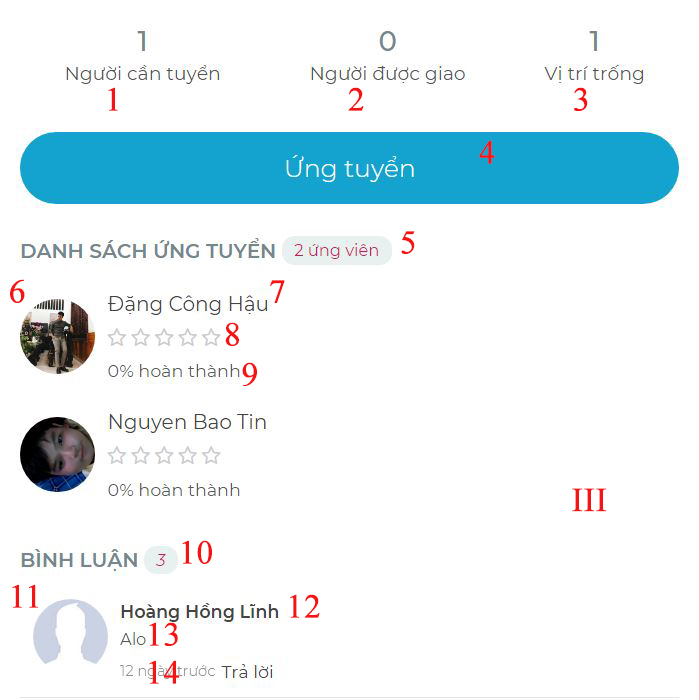 1 0 1
Người cần tuyển Người được giao Vị trí trống
1 2 3
Ứng tuyển 4
DANH SÁCH ỨNG TUYỂN 2 ứng viên 5
6 Đặng Công Hậu 7
8
0% hoàn thành 9
Nguyen Bao Tin
0% hoàn thành
III
BÌNH LUẬN 3 10
11 Hoàng Hồng Lĩnh 12
Alo 13
12 ngày trước 14 Trả lời